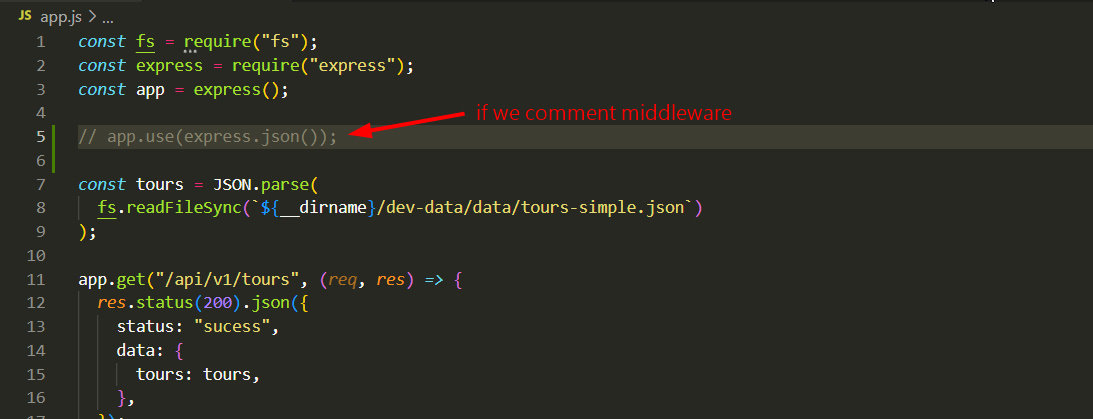 JS app.js > ...
1 const fs = require("fs");
2 const express = require("express");
3 const app = express();
4
if we comment middleware
5 // app.use(express.json());
6
7 const tours = JSON.parse(
8 fs.readFileSync(`${__dirname}/dev-data/data/tours-simple.json`)
9 );
10
11 app.get("/api/v1/tours", (req, res) => {
12 res.status(200).json({
13 status: "sucess",
14 data: {
15 tours: tours,
16 },
17 });